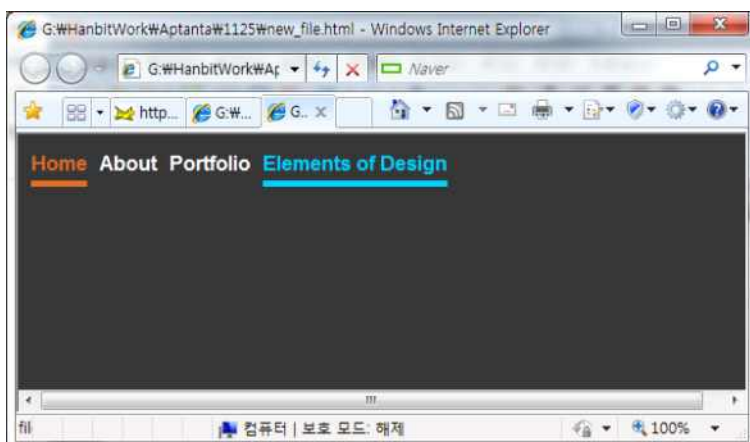 G:₩HanbitWork₩Aptanta₩1125₩new_file.html - Windows Internet Explorer
G:₩HanbitWork₩Ap Naver
http... G:₩... G..
Home About Portfolio Elements of Design
컴퓨터 | 보호 모드: 해제 100%